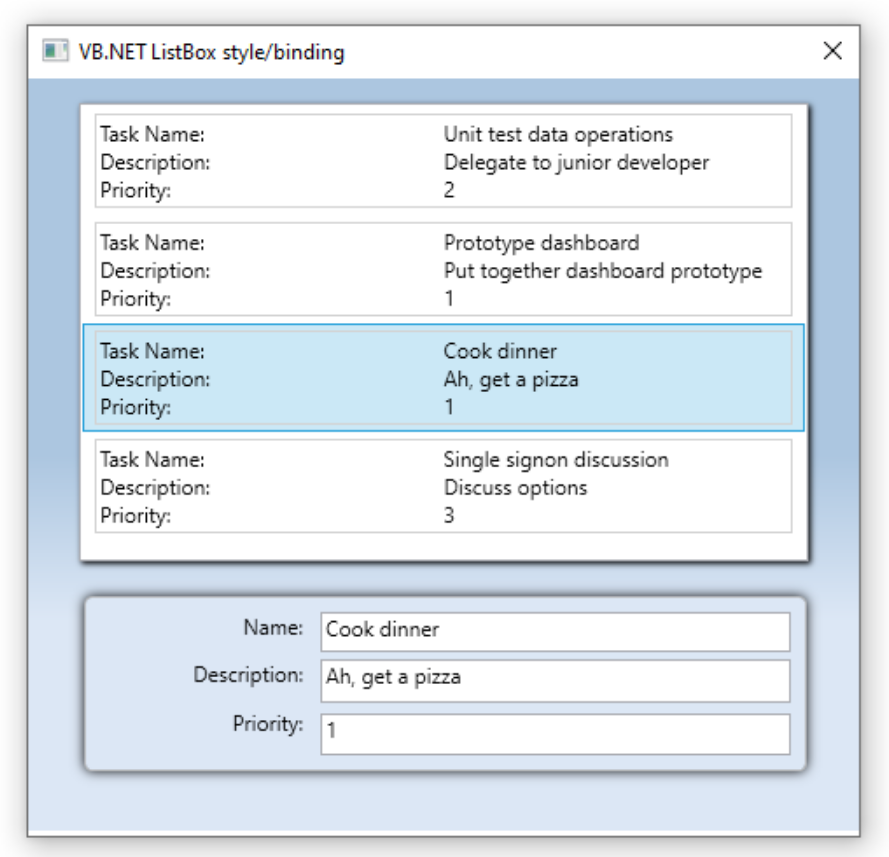 VB.NET ListBox style/binding
Task Name: Unit test data operations
Description: Delegate to junior developer
Priority: 2
Task Name: Prototype dashboard
Description: Put together dashboard prototype
Priority: 1
Task Name: Cook dinner
Description: Ah, get a pizza
Priority: 1
Task Name: Single signon discussion
Description: Discuss options
Priority: 3
Name: Cook dinner
Description: Ah, get a pizza
Priority: 1